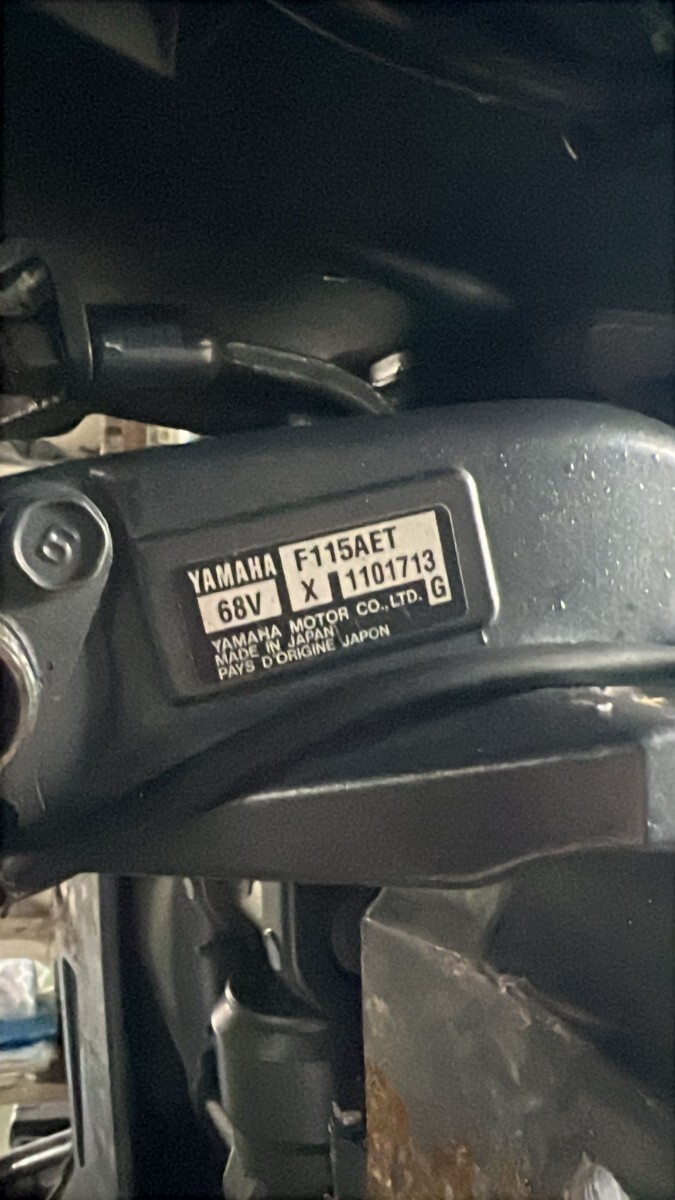 YAMAHA F115AET
68V X 1101713
G
YAMAHA MOTOR CO., LTD.
MADE IN JAPAN
PAYS D'ORIGINE JAPON